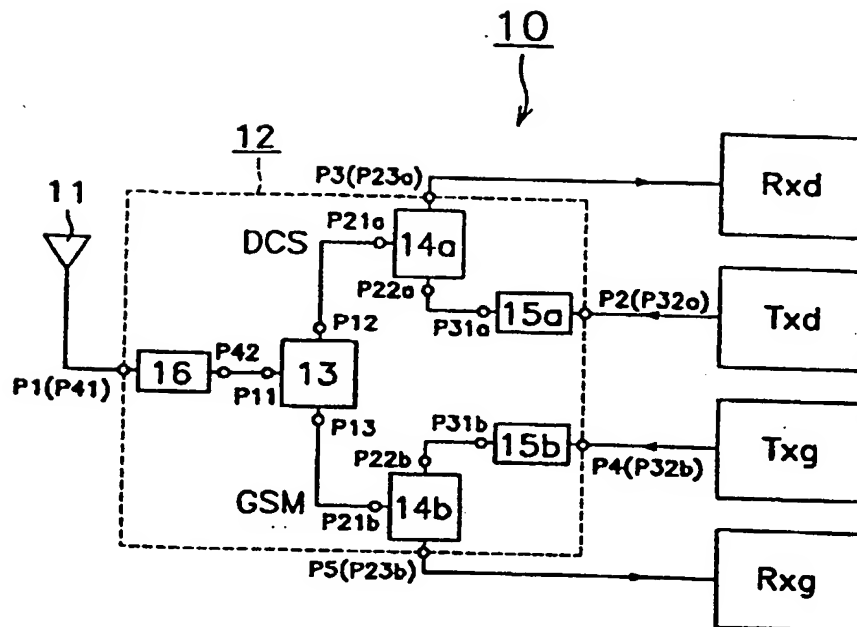 10
12
11
P3(P23a)
Rxd
P21a
14a
DCS
P22a
P31a
15a
P2(P32a)
Txd
P12
P1(P41)
16
P42
P11
13
P13
P31b
15b
P4(P32b)
Txg
P22b
GSM
P21b
14b
P5(P23b)
Rxg